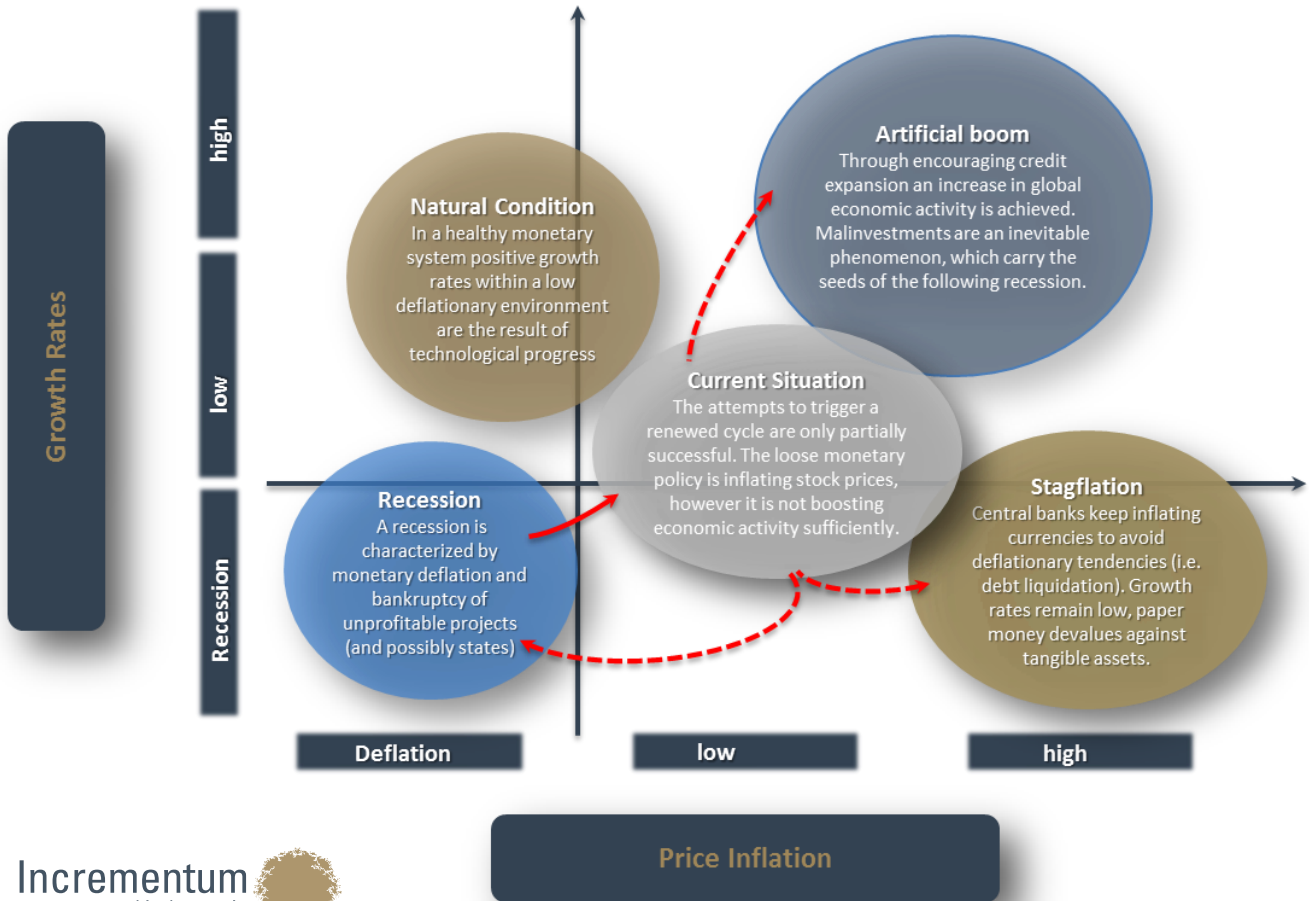 Growth Rates
high
low
Recession
Natural Condition
In a healthy monetary
system positive growth
rates within a low
deflationary environment
are the result of
technological progress
Artificial boom
Through encouraging credit
expansion an increase in global
economic activity is achieved.
Malinvestments are an inevitable
phenomenon, which carry the
seeds of the following recession.
Current Situation
The attempts to trigger a
renewed cycle are only partially
successful. The loose monetary
policy is inflating stock prices,
however it is not boosting
economic activity sufficiently.
Recession
A recession is
characterized by
monetary deflation and
bankruptcy of
unprofitable projects
(and possibly states)
Stagflation
Central banks keep inflating
currencies to avoid
deflationary tendencies (i.e.
debt liquidation). Growth
rates remain low, paper
money devalues against
tangible assets.
Deflation
low
high
Price Inflation
Incrementum